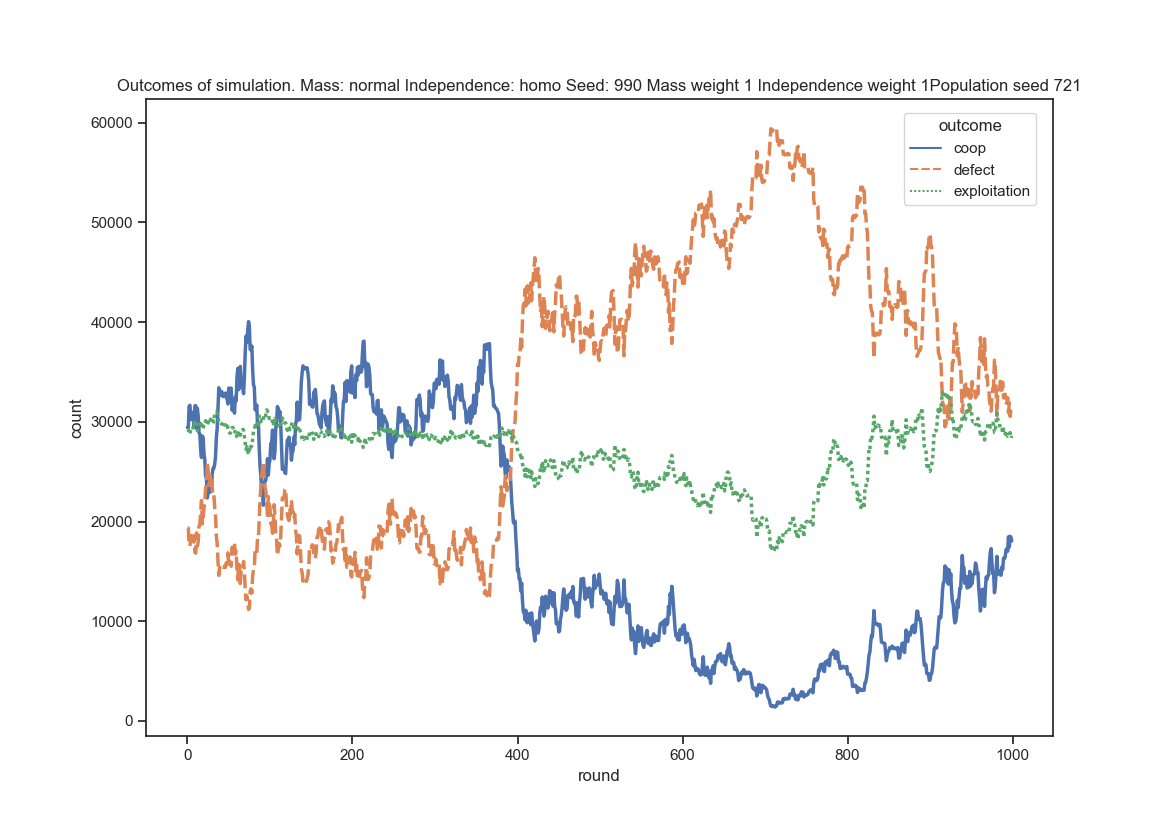 Outcomes of simulation. Mass: normal Independence: homo Seed: 990 Mass weight 1 Independence weight 1Population seed 721
outcome
coop
defect
exploitation
60000
50000
40000
30000
20000
10000
0
count
0 200 400 600 800 1000
round